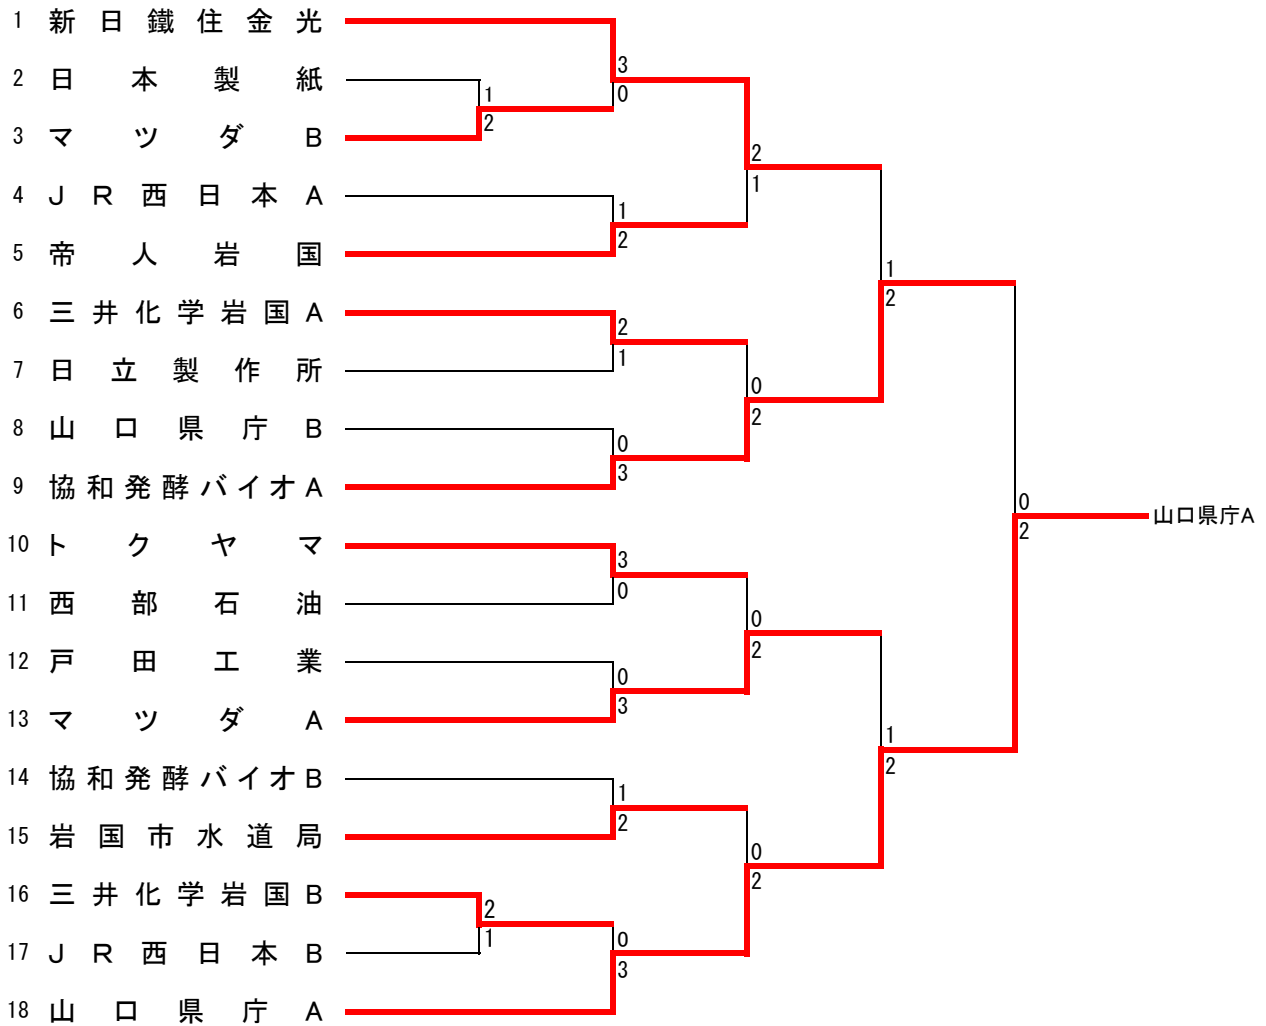 1 新日鐵住金光
3
2 日本製紙
1
0
2
3 マツダB
2
1
4 JR西日本A
1
2
5 帝人岩国
1
2
6 三井化学岩国A
2
1
7 日立製作所
0
2
8 山口県庁B
0
3
9 協和発酵バイオA
0
山口県庁A
2
10 トクヤマ
3
0
11 西部石油
0
2
12 戸田工業
0
3
13 マツダA
1
2
14 協和発酵バイオB
1
2
15 岩国市水道局
0
2
16 三井化学岩国B
2
1
0
17 JR西日本B
3
18 山口県庁A